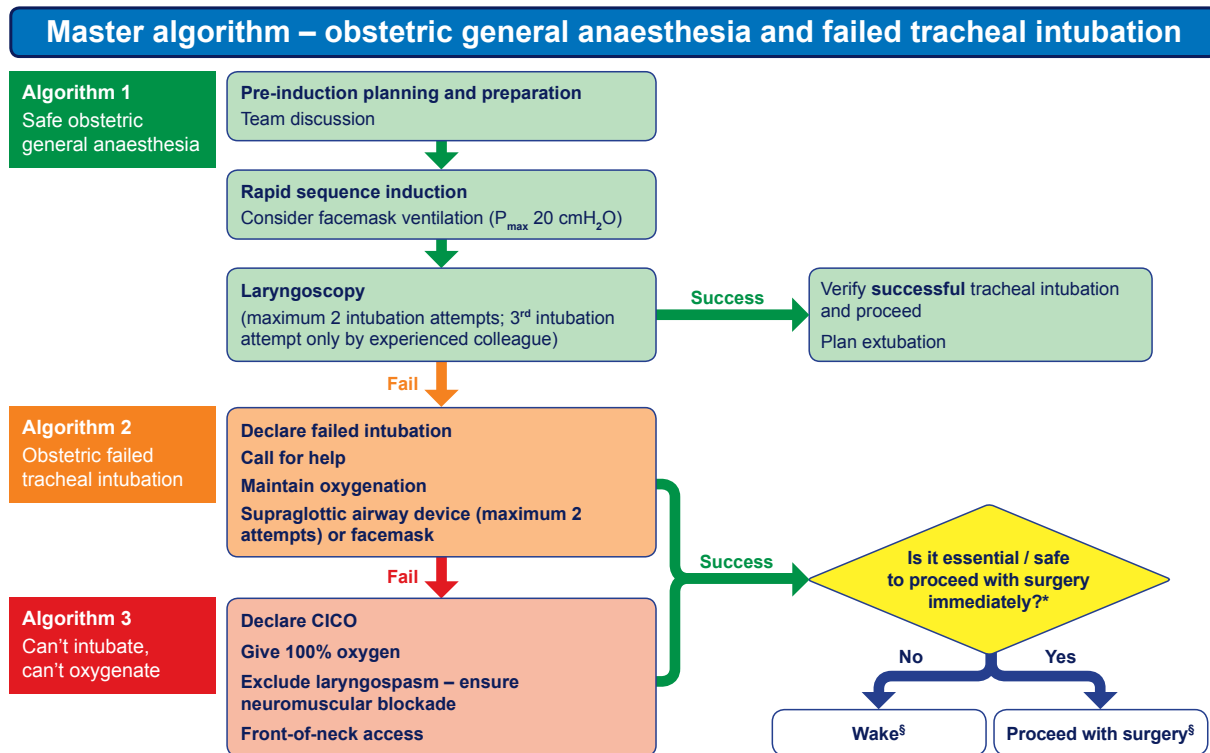 Master algorithm – obstetric general anaesthesia and failed tracheal intubation
Algorithm 1
Safe obstetric
general anaesthesia
Pre-induction planning and preparation
Team discussion
Rapid sequence induction
Consider facemask ventilation (Pmax 20 cmH2O)
Laryngoscopy
(maximum 2 intubation attempts; 3rd intubation
attempt only by experienced colleague)
Success
Verify successful tracheal intubation
and proceed
Plan extubation
Fail
Algorithm 2
Obstetric failed
tracheal intubation
Declare failed intubation
Call for help
Maintain oxygenation
Supraglottic airway device (maximum 2
attempts) or facemask
Success
Is it essential / safe
to proceed with surgery
immediately?*
Fail
Algorithm 3
Can't intubate,
can't oxygenate
Declare CICO
Give 100% oxygen
Exclude laryngospasm – ensure
neuromuscular blockade
Front-of-neck access
No
Yes
Wake§
Proceed with surgery§